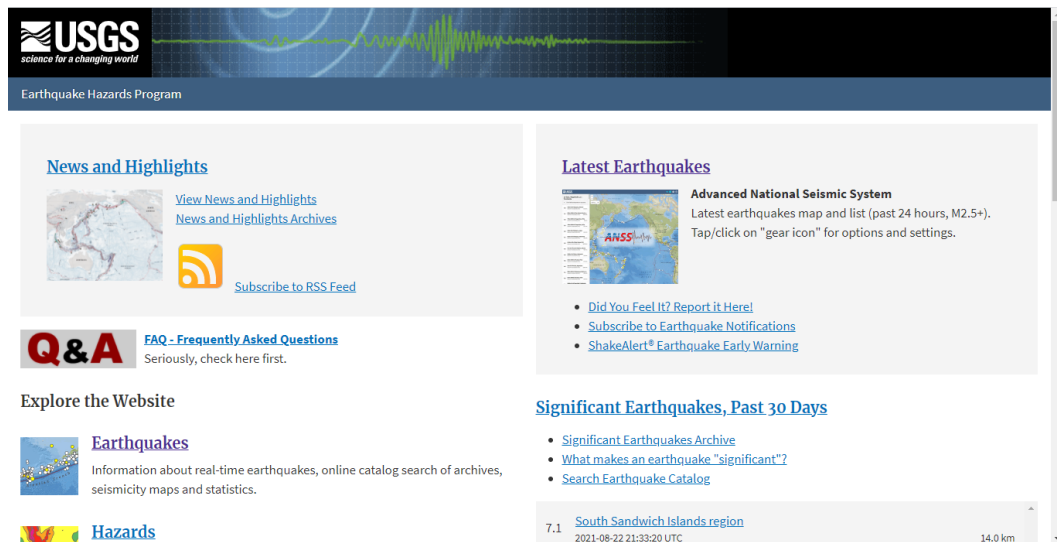 USGS
science for a changing world
Earthquake Hazards Program
News and Highlights
View News and Highlights
News and Highlights Archives
Subscribe to RSS Feed
Q&A
FAQ - Frequently Asked Questions
Seriously, check here first.
Explore the Website
Earthquakes
Information about real-time earthquakes, online catalog search of archives,
seismicity maps and statistics.
Hazards
Latest Earthquakes
ANSS
Advanced National Seismic System
Latest earthquakes map and list (past 24 hours, M2.5+).
Tap/click on "gear icon" for options and settings.
Did You Feel It? Report it Here!
Subscribe to Earthquake Notifications
ShakeAlert® Earthquake Early Warning
Significant Earthquakes, Past 30 Days
Significant Earthquakes Archive
What makes an earthquake "significant"?
Search Earthquake Catalog
7.1 South Sandwich Islands region
2021-08-22 21:33:20 UTC 14.0 km